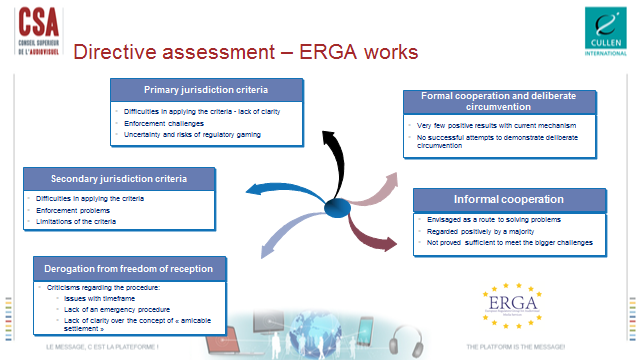 CSA
CONSEIL SUPERIEUR
DE L'AUDIOVISUEL
CULLEN
INTERNATIONAL
Directive assessment – ERGA works
Primary jurisdiction criteria
- Difficulties in applying the criteria - lack of clarity
- Enforcement challenges
- Uncertainty and risks of regulatory gaming
Formal cooperation and deliberate
circumvention
- Very few positive results with current mechanism
- No successful attempts to demonstrate deliberate
circumvention
Secondary jurisdiction criteria
- Difficulties in applying the criteria
- Enforcement problems
- Limitations of the criteria
Informal cooperation
- Envisaged as a route to solving problems
- Regarded positively by a majority
- Not proved sufficient to meet the bigger challenges
Derogation from freedom of reception
- Criticisms regarding the procedure:
- Issues with timeframe
- Lack of an emergency procedure
- Lack of clarity over the concept of « amicable
settlement »
ERGA
LE MESSAGE, C EST LA PLATEFORME !
THE PLATFORM IS THE MESSAGE!